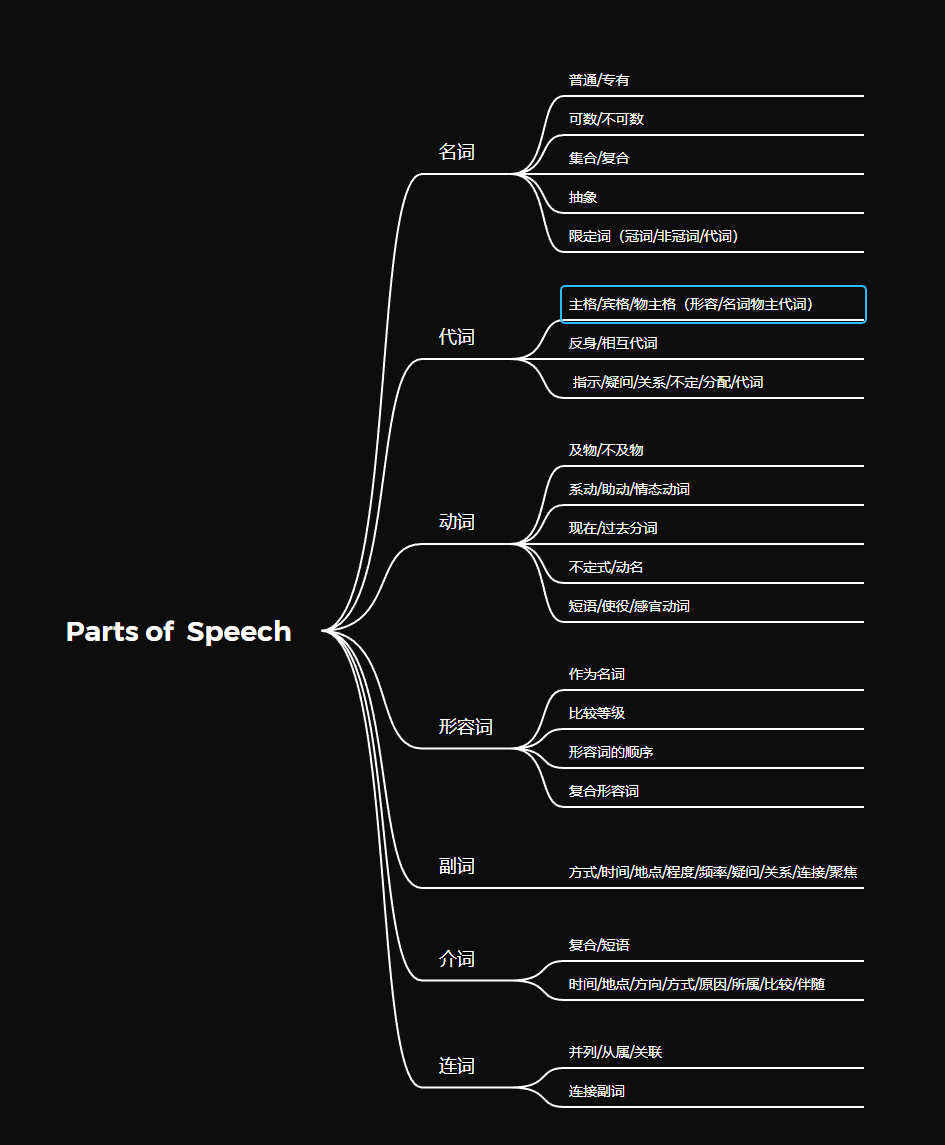 Parts of  Speech
名词
普通/专有
可数/不可数
集合/复合
抽象
限定词（冠词/非冠词/代词）
代词
主格/宾格/物主格（形容/名词物主代词）
反身/相互代词
指示/疑问/关系/不定/分配/代词
动词
及物/不及物
系动/助动/情态动词
现在/过去分词
不定式/动名
短语/使役/感官动词
形容词
作为名词
比较等级
形容词的顺序
复合形容词
副词
方式/时间/地点/程度/频率/疑问/关系/连接/聚焦
介词
复合/短语
时间/地点/方向/方式/原因/所属/比较/伴随
连词
并列/从属/关联
连接副词